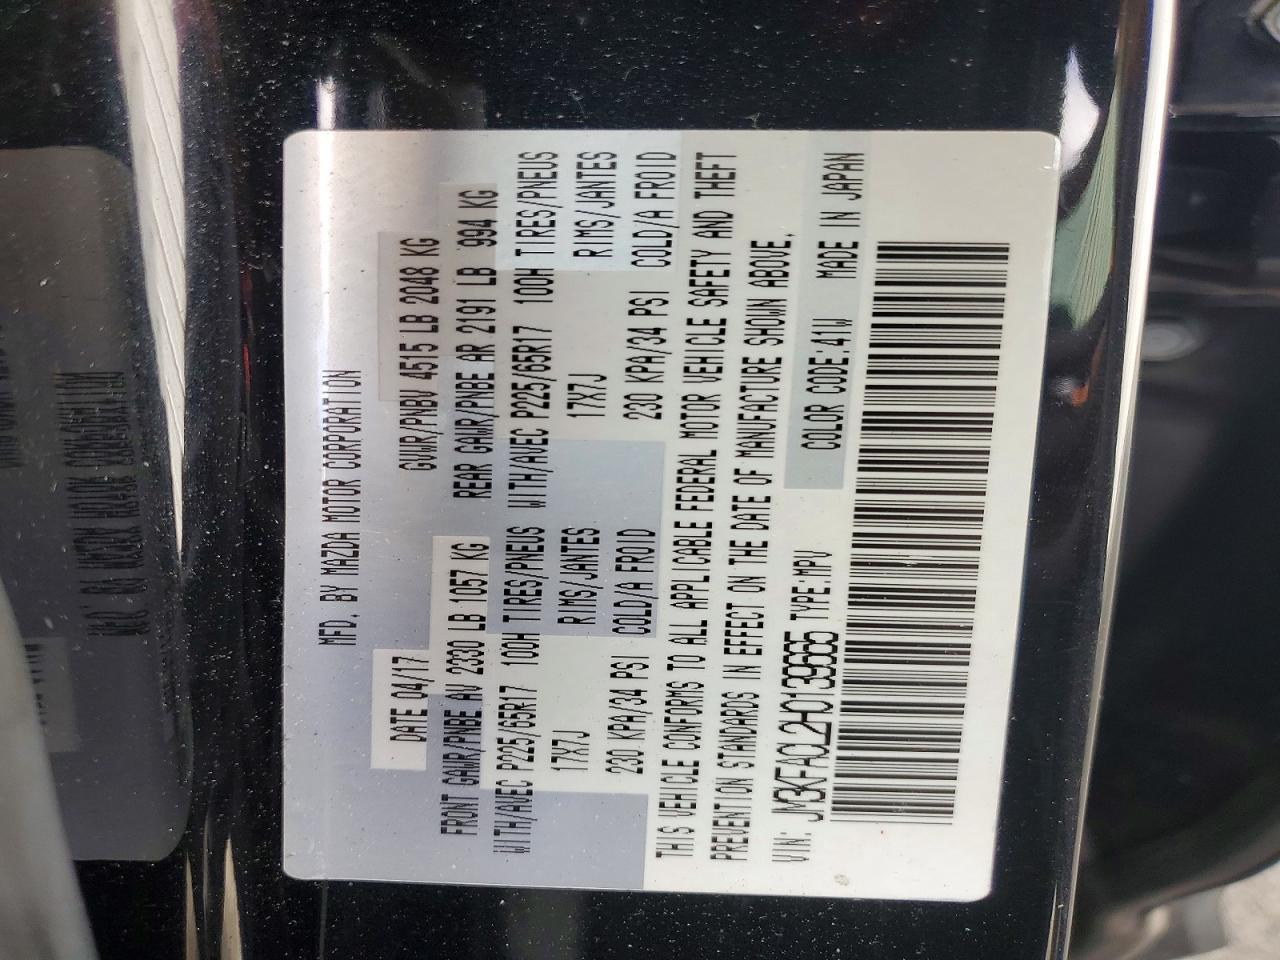 MFD. BY MAZDA MOTOR CORPORATION
DATE 04/17 GVWR/PNBV 4515 LB 2048 KG
FRONT GAWR/PNBE AV 2330 LB 1057 KG REAR GAWR/PNBE AR 2191 LB 994 KG
WITH/AVEC P225/65R17 100H TIRES/PNEUS WITH/AVEC P225/65R17 100H TIRES/PNEUS
17X7J RIMS/JANTES 17X7J RIMS/JANTES
230 KPA/34 PSI COLD/A FROID 230 KPA/34 PSI COLD/A FROID
THIS VEHICLE CONFORMS TO ALL APPLICABLE FEDERAL MOTOR VEHICLE SAFETY AND THEFT
PREVENTION STANDARDS IN EFFECT ON THE DATE OF MANUFACTURE SHOWN ABOVE.
VIN: JM3KFACL2H0139665 TYPE:MPV COLOR CODE:41W MADE IN JAPAN